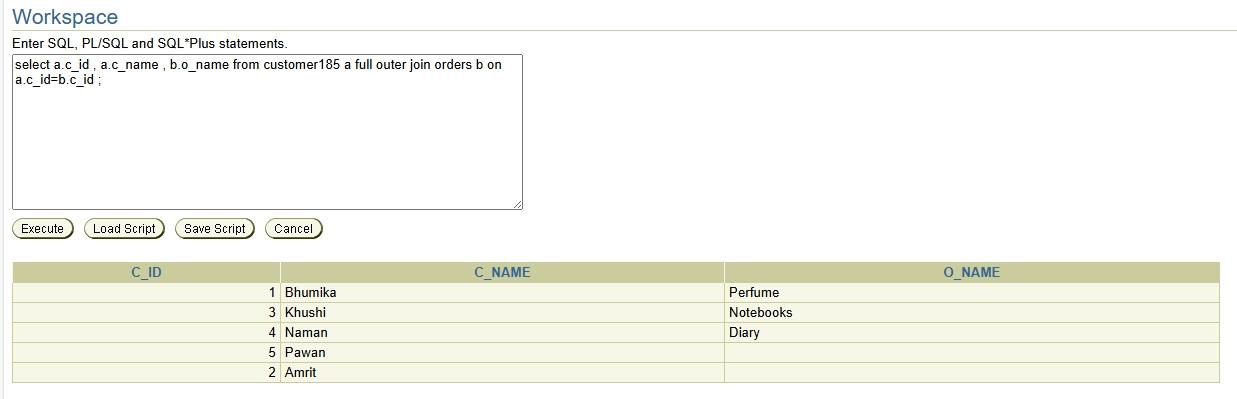 Workspace
Enter SQL, PL/SQL and SQL*Plus statements.
select a.c_id , a.c_name , b.o_name from customer185 a full outer join orders b on
a.c_id=b.c_id ;
Execute Load Script Save Script Cancel
C_ID C_NAME O_NAME
1 Bhumika Perfume
3 Khushi Notebooks
4 Naman Diary
5 Pawan
2 Amrit